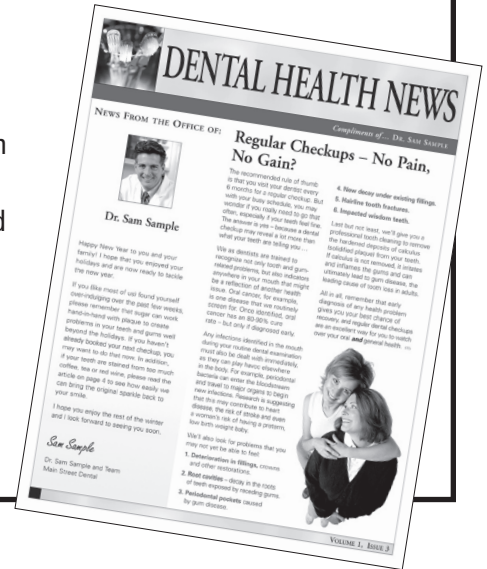 n
d
DENTAL HEALTH NEWS
Compliments of... DR. SAM SAMPLE
NEWS FROM THE OFFICE OF:
Dr. Sam Sample
Happy New Year to you and your
family! I hope that you enjoyed your
holidays and are now ready to tackle
the new year.
If you (like most of us) found yourself
over-indulging over the past few weeks,
please remember that sugar can work
hand-in-hand with plaque to create
problems in your teeth and gums well
beyond the holidays. If you haven't
already booked your next checkup, you
may want to do that now. In addition,
if your teeth are stained from too much
coffee, tea or red wine, please read the
article on page 4 to see how easily we
can bring the original sparkle back to
your smile.
I hope you enjoy the rest of the winter
and I look forward to seeing you soon,
Sam Sample
Dr. Sam Sample and Team
Main Street Dental
Regular Checkups – No Pain,
No Gain?
The recommended rule of thumb
is that you visit your dentist every
6 months for a regular checkup. But
with your busy schedule, you may
wonder if you really need to go that
often, especially if your teeth feel fine.
The answer is yes – because a dental
checkup may reveal a lot more than
what your teeth are telling you ...
We as dentists are trained to
recognize not only tooth and gum-
related problems, but also indicators
anywhere in your mouth that might
be a reflection of another health
issue. Oral cancer, for example,
is one disease that we routinely
screen for. Once identified, oral
cancer has an 80-90% cure
rate – but only if diagnosed early.
Any infections identified in the mouth
during your routine dental examination
must also be dealt with immediately,
as they can play havoc elsewhere
in the body. For example, periodontal
bacteria can enter the bloodstream
and travel to major organs to begin
new infections. Research is suggesting
that this may contribute to heart
disease, the risk of stroke and even
a women's risk of having a preterm,
low birth weight baby.
We'll also look for problems that you
may not yet be able to feel:
1. Deterioration in fillings, crowns
and other restorations.
2. Root cavities – decay in the roots
of teeth exposed by receding gums.
3. Periodontal pockets caused
by gum disease.
4. New decay under existing fillings.
5. Hairline tooth fractures.
6. Impacted wisdom teeth.
Last but not least, we'll give you a
professional tooth cleaning to remove
the hardened deposits of calculus
(solidified plaque) from your teeth.
If calculus is not removed, it irritates
and inflames the gums and can
ultimately lead to gum disease, the
leading cause of tooth loss in adults.
All in all, remember that early
diagnosis of any health problem
gives you your best chance of
recovery and regular dental checkups
are an excellent way for you to watch
over your oral and general health.
VOLUME 1, ISSUE 3